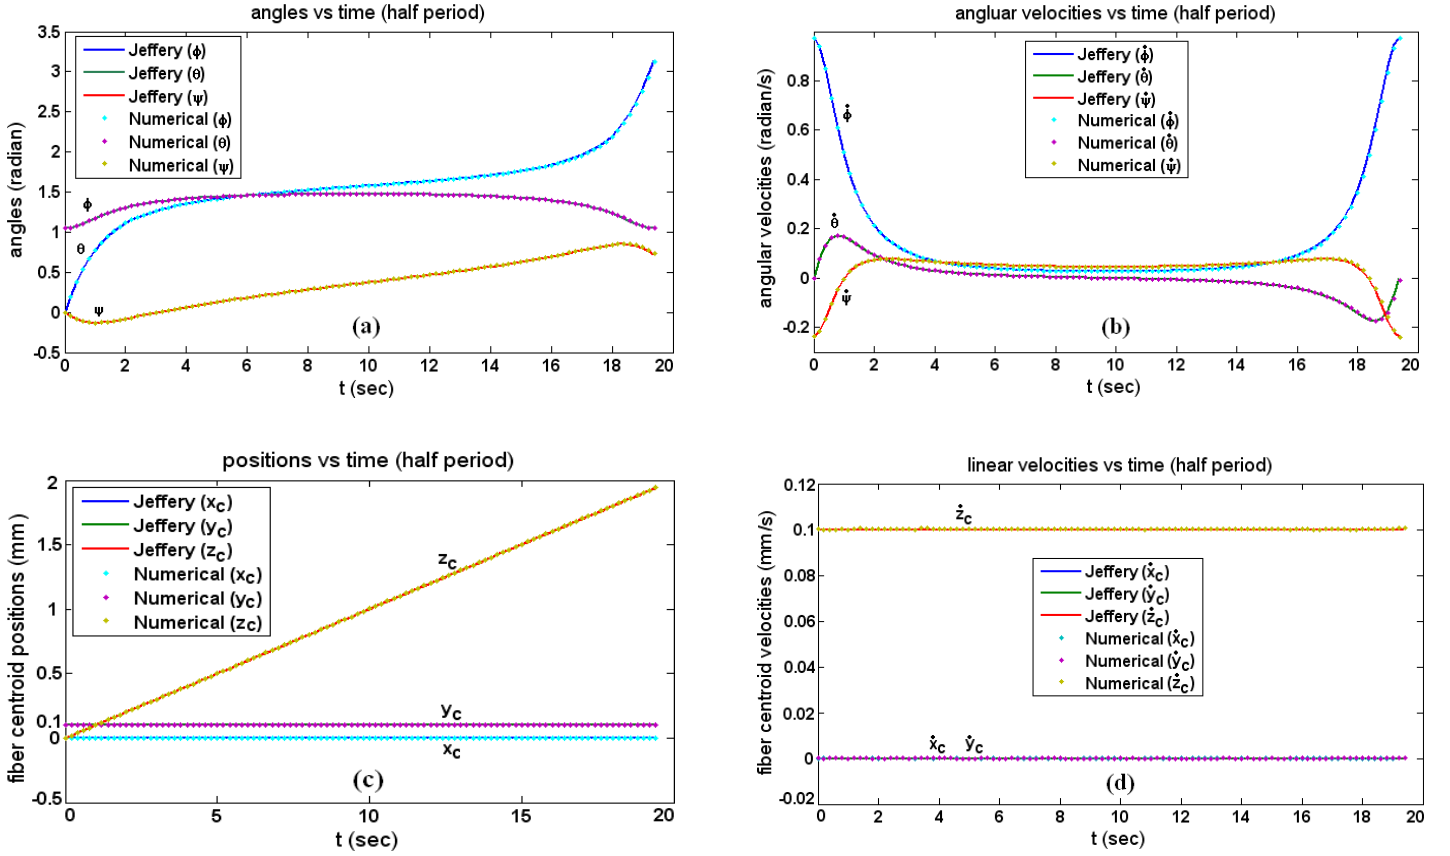 angles vs time (half period)
3.5
3
2.5
2
1.5
1
0.5
0
-0.5
angles (radian)
Jeffery (ϕ)
Jeffery (θ)
Jeffery (ψ)
Numerical (ϕ)
Numerical (θ)
Numerical (ψ)
ϕ
θ
ψ
(a)
0 2 4 6 8 10 12 14 16 18 20
t (sec)
angluar velocities vs time (half period)
0.8
0.6
0.4
0.2
0
-0.2
angular velocities (radian/s)
Jeffery (ϕ̇)
Jeffery (θ̇)
Jeffery (ψ̇)
Numerical (ϕ̇)
Numerical (θ̇)
Numerical (ψ̇)
ϕ̇
θ̇
ψ̇
(b)
0 2 4 6 8 10 12 14 16 18 20
t (sec)
positions vs time (half period)
2
1.5
1
0.5
0.1
0
-0.5
fiber centroid positions (mm)
Jeffery (xC)
Jeffery (yC)
Jeffery (zC)
Numerical (xC)
Numerical (yC)
Numerical (zC)
zC
yC
xC
(c)
0 5 10 15 20
t (sec)
linear velocities vs time (half period)
0.12
0.1
0.08
0.06
0.04
0.02
0
-0.02
fiber centroid velocities (mm/s)
żC
Jeffery (ẋC)
Jeffery (ẏC)
Jeffery (żC)
Numerical (ẋC)
Numerical (ẏC)
Numerical (żC)
ẋC ẏC
(d)
0 2 4 6 8 10 12 14 16 18 20
t (sec)